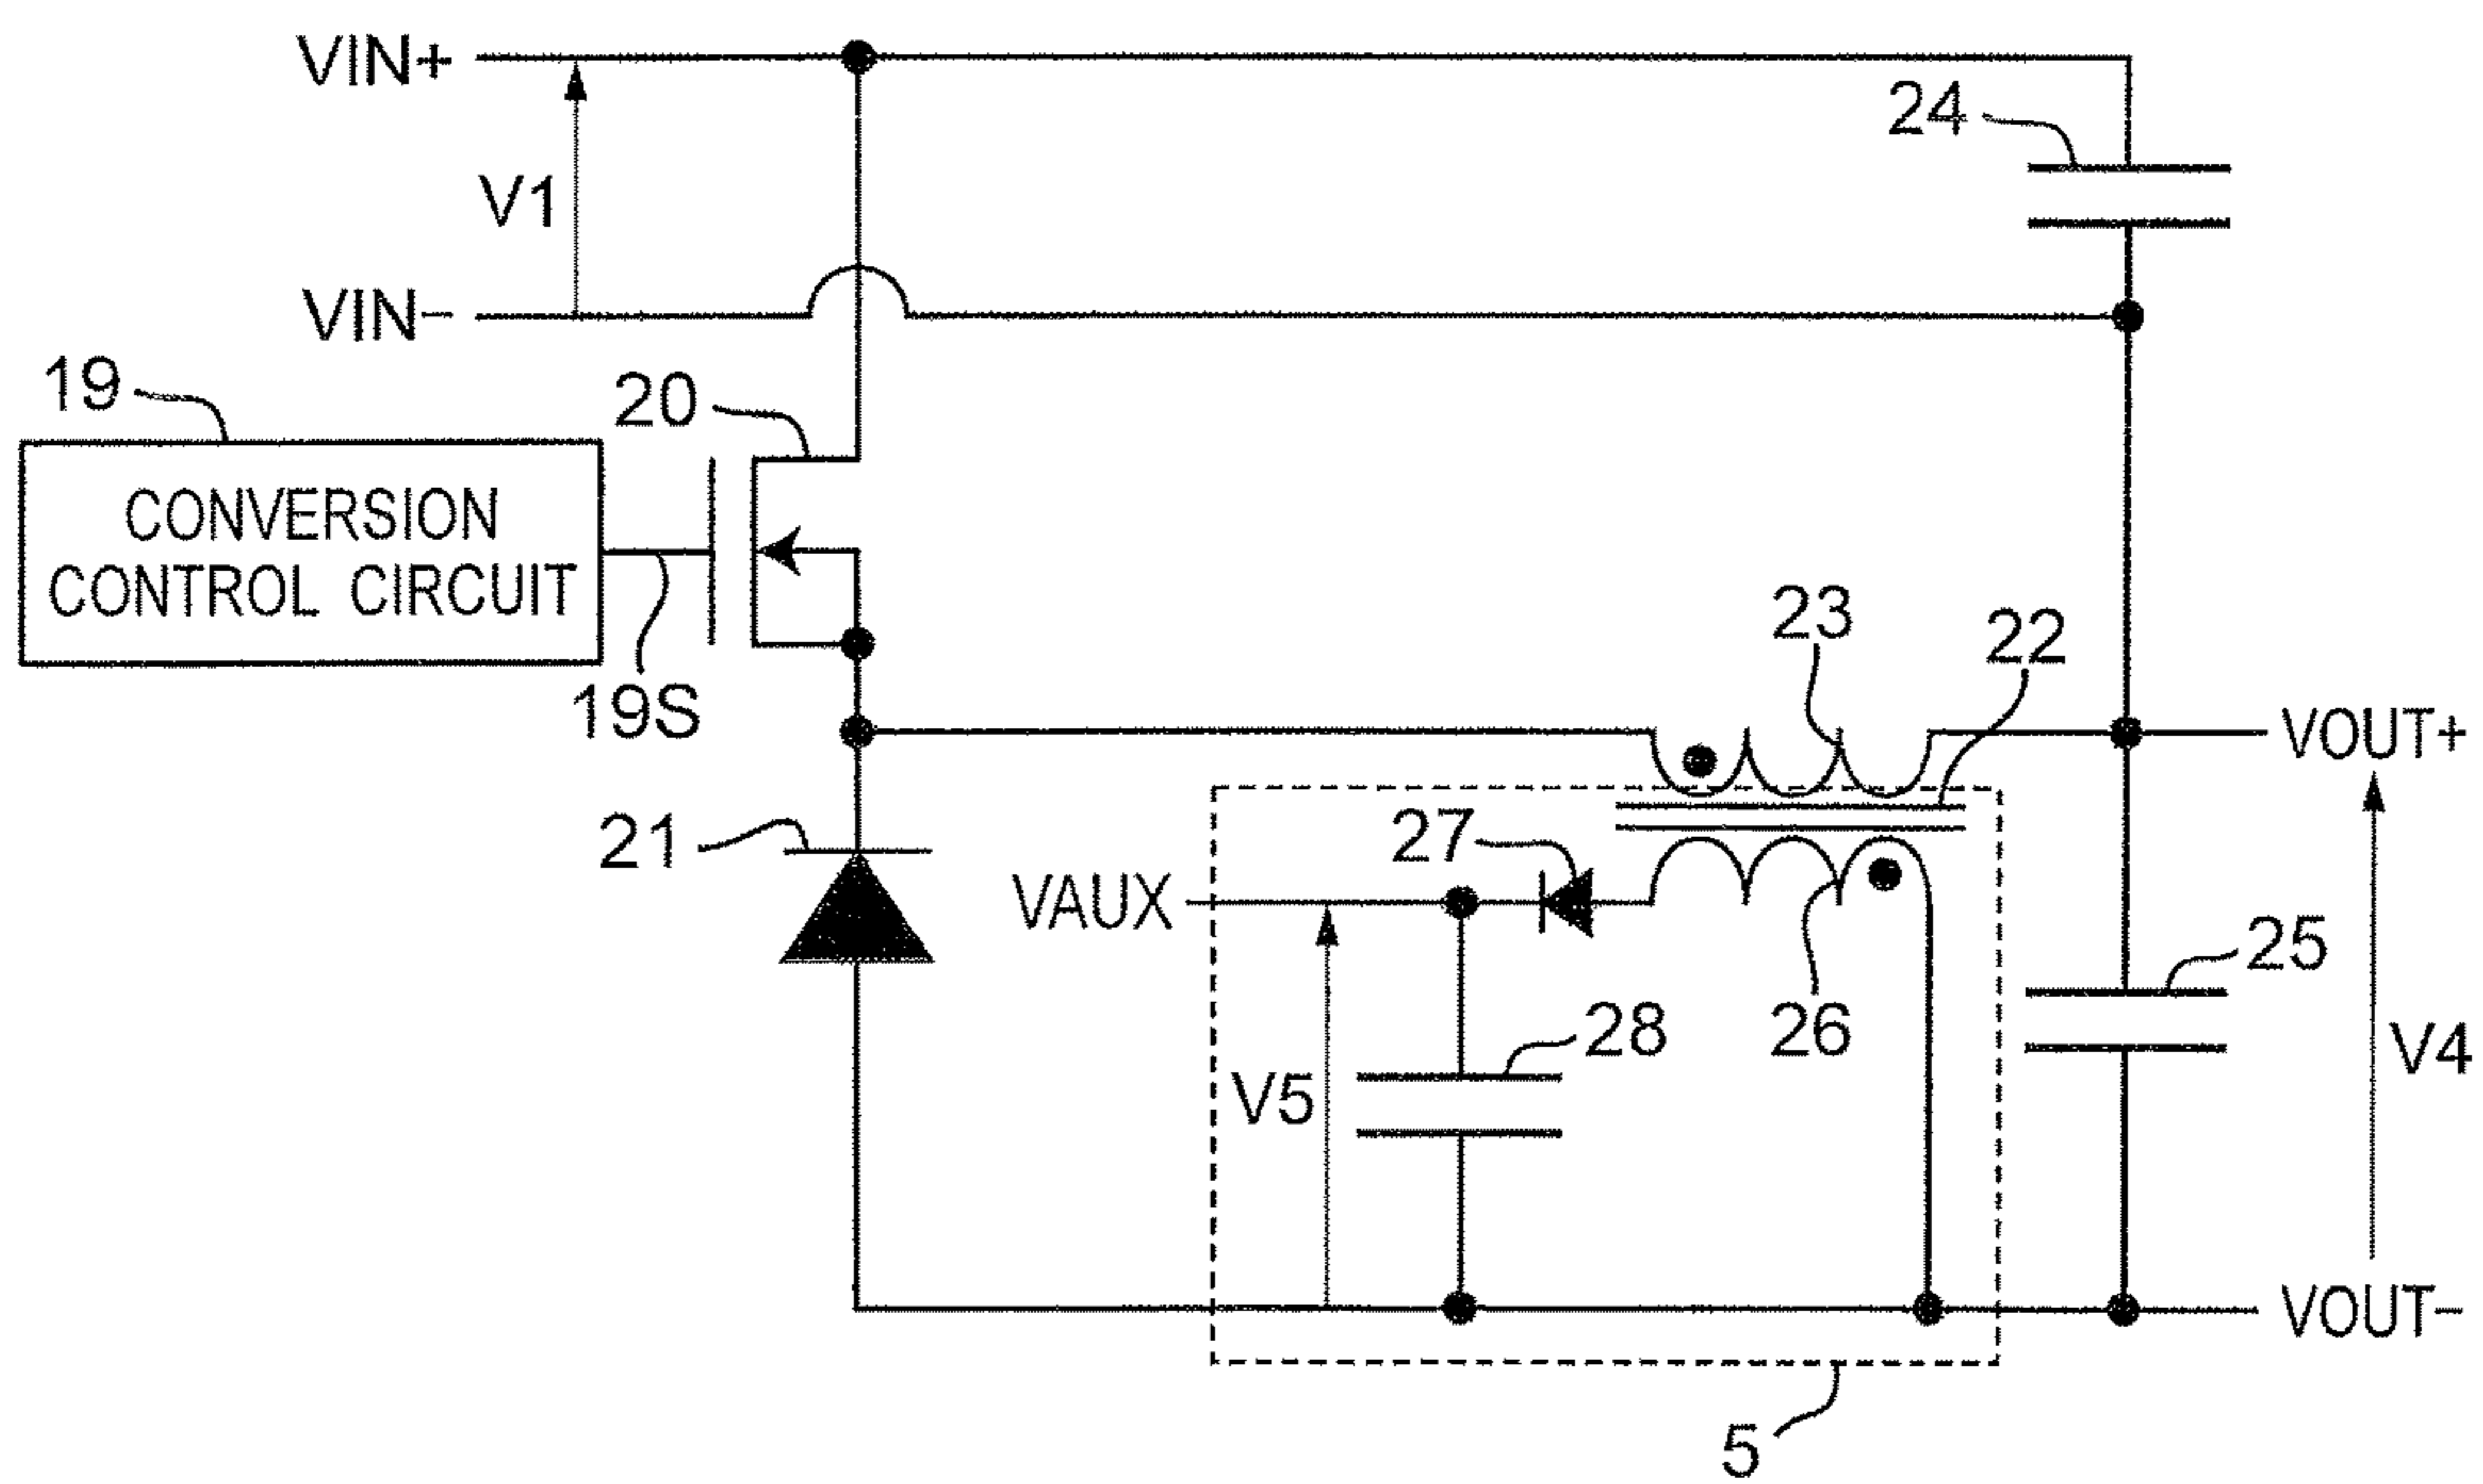 VIN+
24
V1
VIN−
19
20
CONVERSION
CONTROL CIRCUIT
23
22
19S
VOUT+
21
27
VAUX
25
28
26
V4
V5
VOUT−
5